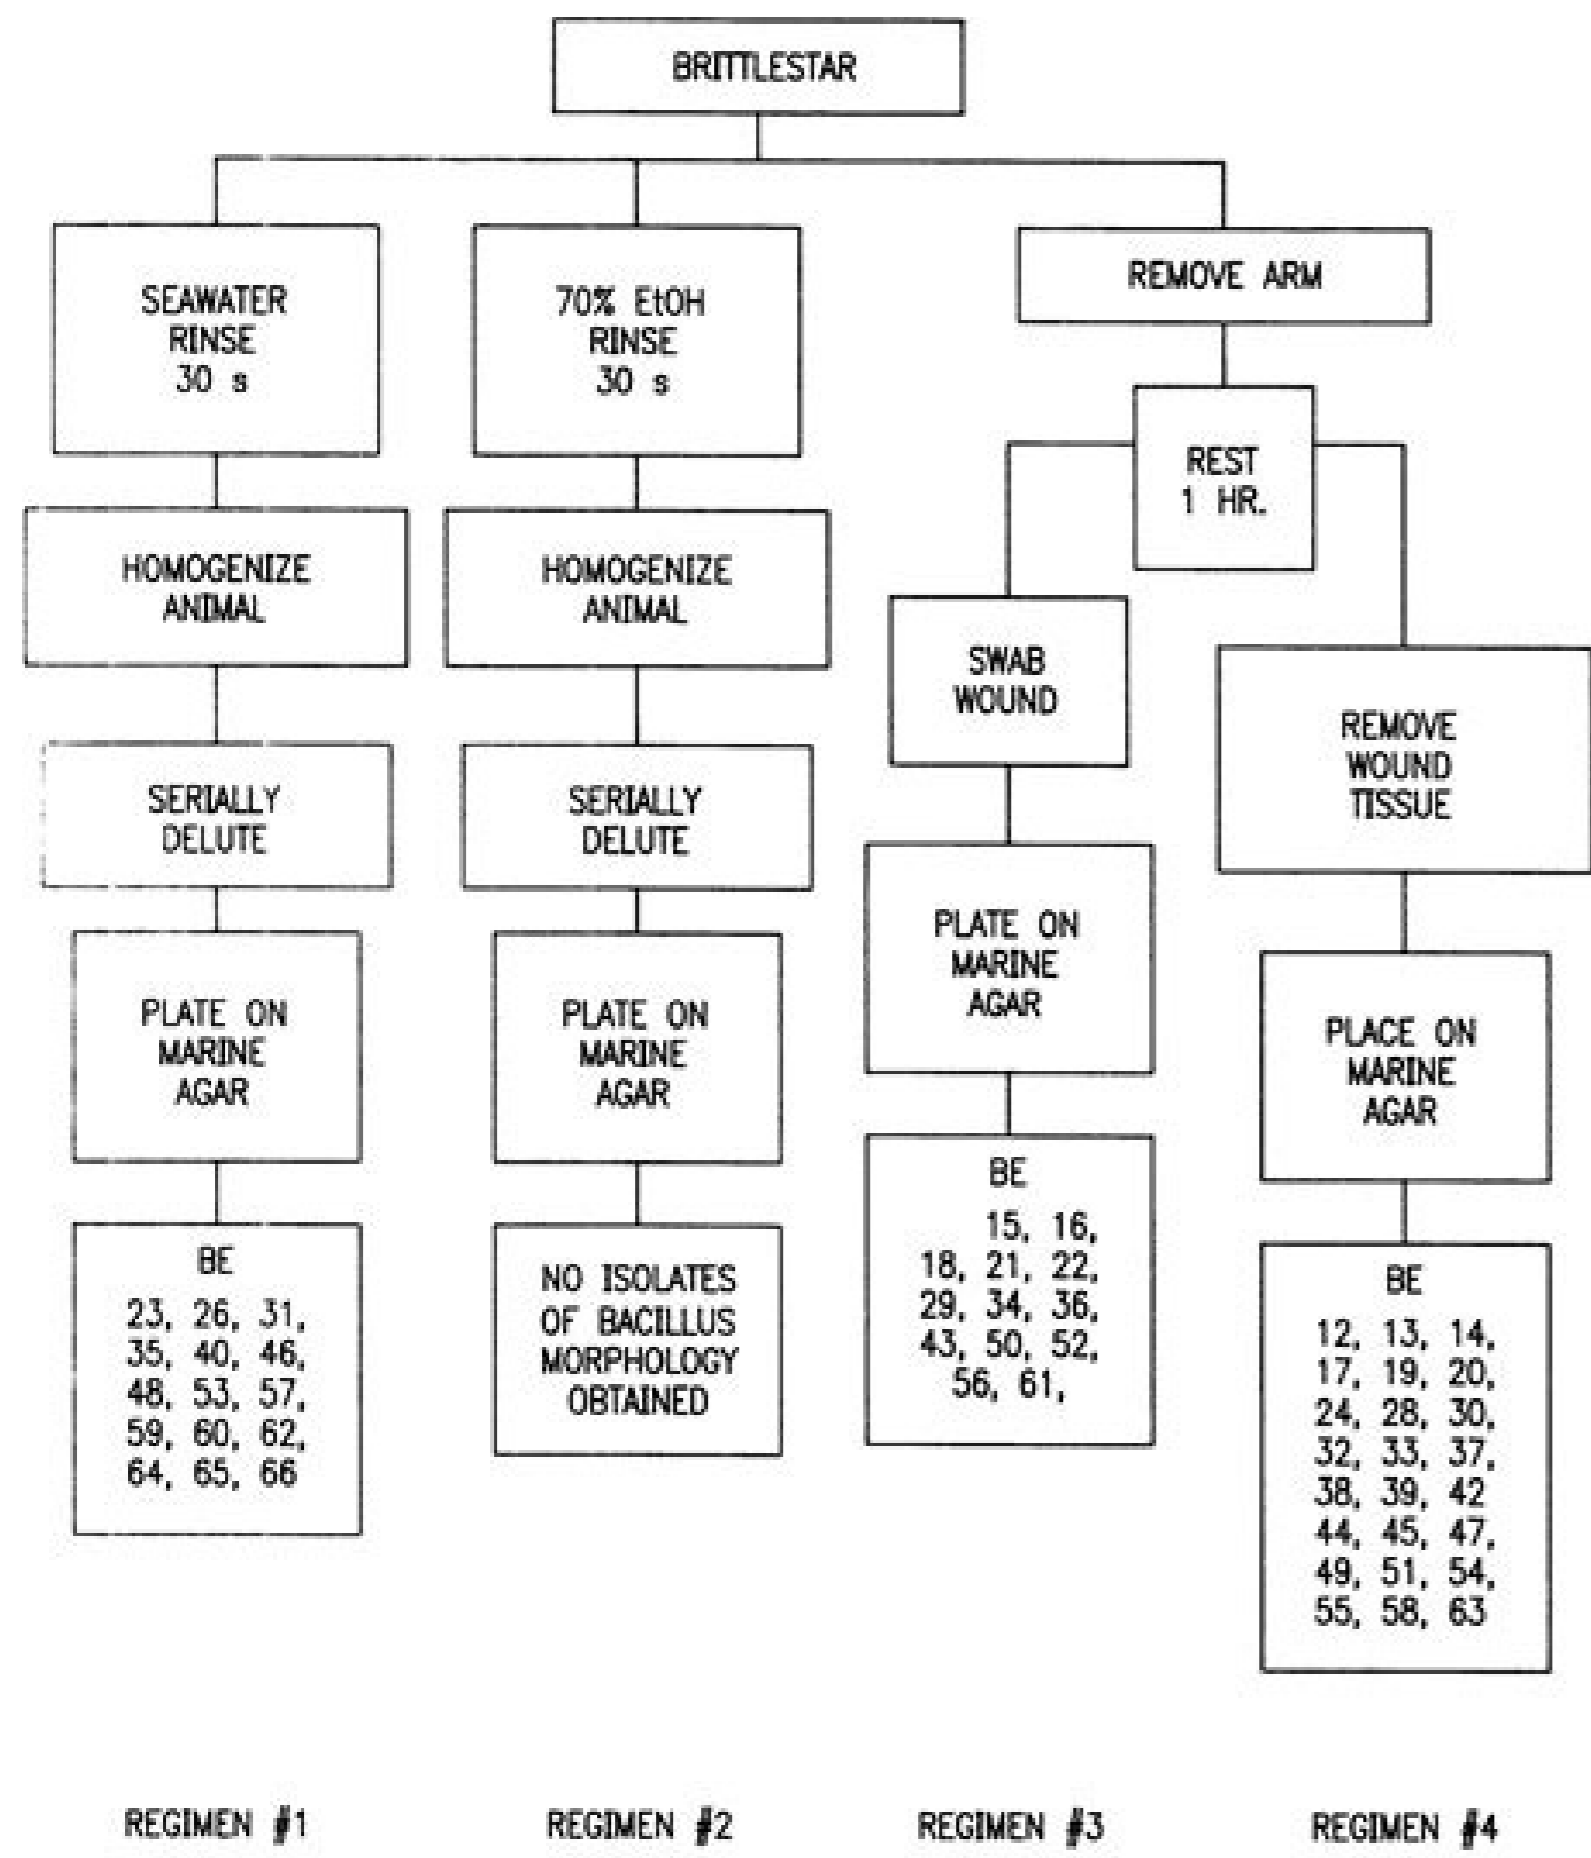 BRITTLESTAR
SEAWATER
RINSE
30 s
HOMOGENIZE
ANIMAL
SERIALLY
DELUTE
PLATE ON
MARINE
AGAR
BE
23, 26, 31,
35, 40, 46,
48, 53, 57,
59, 60, 62,
64, 65, 66
REGIMEN #1
70% EtOH
RINSE
30 s
HOMOGENIZE
ANIMAL
SERIALLY
DELUTE
PLATE ON
MARINE
AGAR
NO ISOLATES
OF BACILLUS
MORPHOLOGY
OBTAINED
REGIMEN #2
REMOVE ARM
REST
1 HR.
SWAB
WOUND
PLATE ON
MARINE
AGAR
BE
15, 16,
18, 21, 22,
29, 34, 36,
43, 50, 52,
56, 61,
REGIMEN #3
REMOVE
WOUND
TISSUE
PLACE ON
MARINE
AGAR
BE
12, 13, 14,
17, 19, 20,
24, 28, 30,
32, 33, 37,
38, 39, 42
44, 45, 47,
49, 51, 54,
55, 58, 63
REGIMEN #4